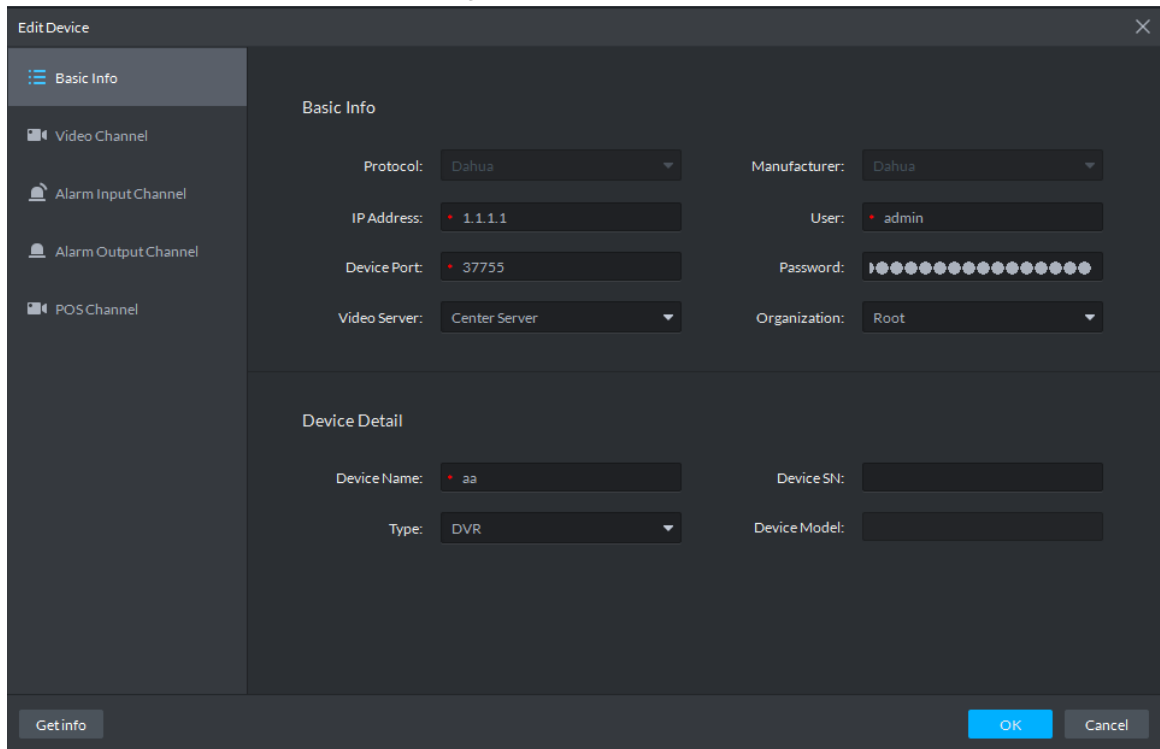 Edit Device
Basic Info
Video Channel
Alarm Input Channel
Alarm Output Channel
POS Channel
Basic Info
Protocol: Dahua Manufacturer: Dahua
IP Address: * 1.1.1.1 User: * admin
Device Port: * 37755 Password: ●●●●●●●●●●●●●●●
Video Server: Center Server Organization: Root
Device Detail
Device Name: * aa Device SN:
Type: DVR Device Model:
Get info OK Cancel